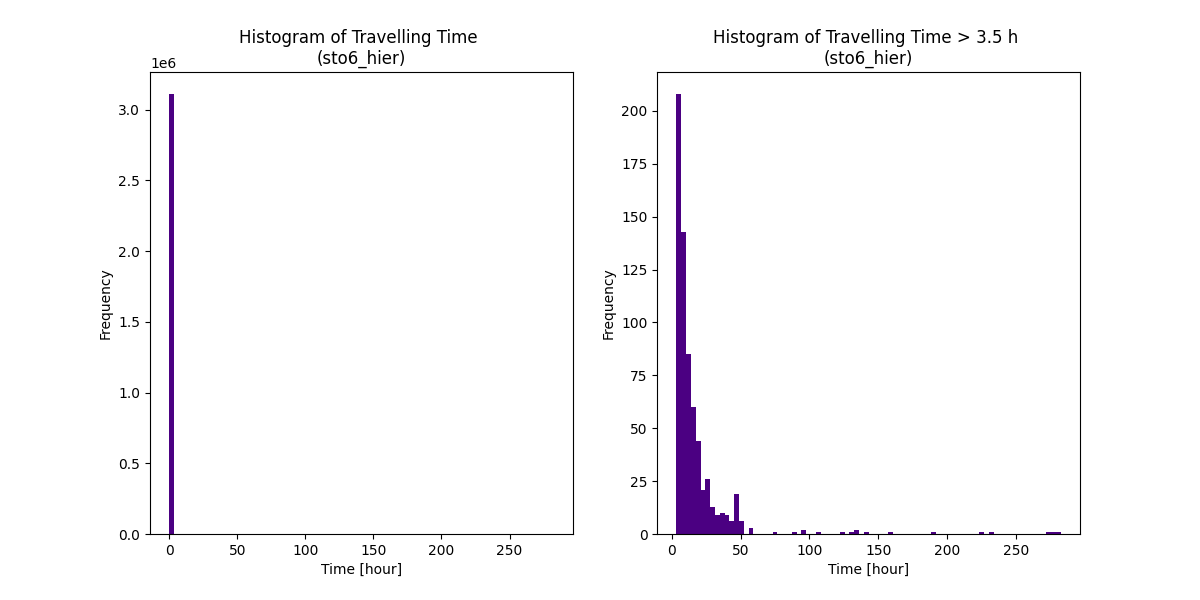 Histogram of Travelling Time
(sto6_hier)
1e6
3.0
2.5
2.0
1.5
1.0
0.5
0.0
Frequency
0 50 100 150 200 250
Time [hour]
Histogram of Travelling Time > 3.5 h
(sto6_hier)
200
175
150
125
100
75
50
25
0
Frequency
0 50 100 150 200 250
Time [hour]